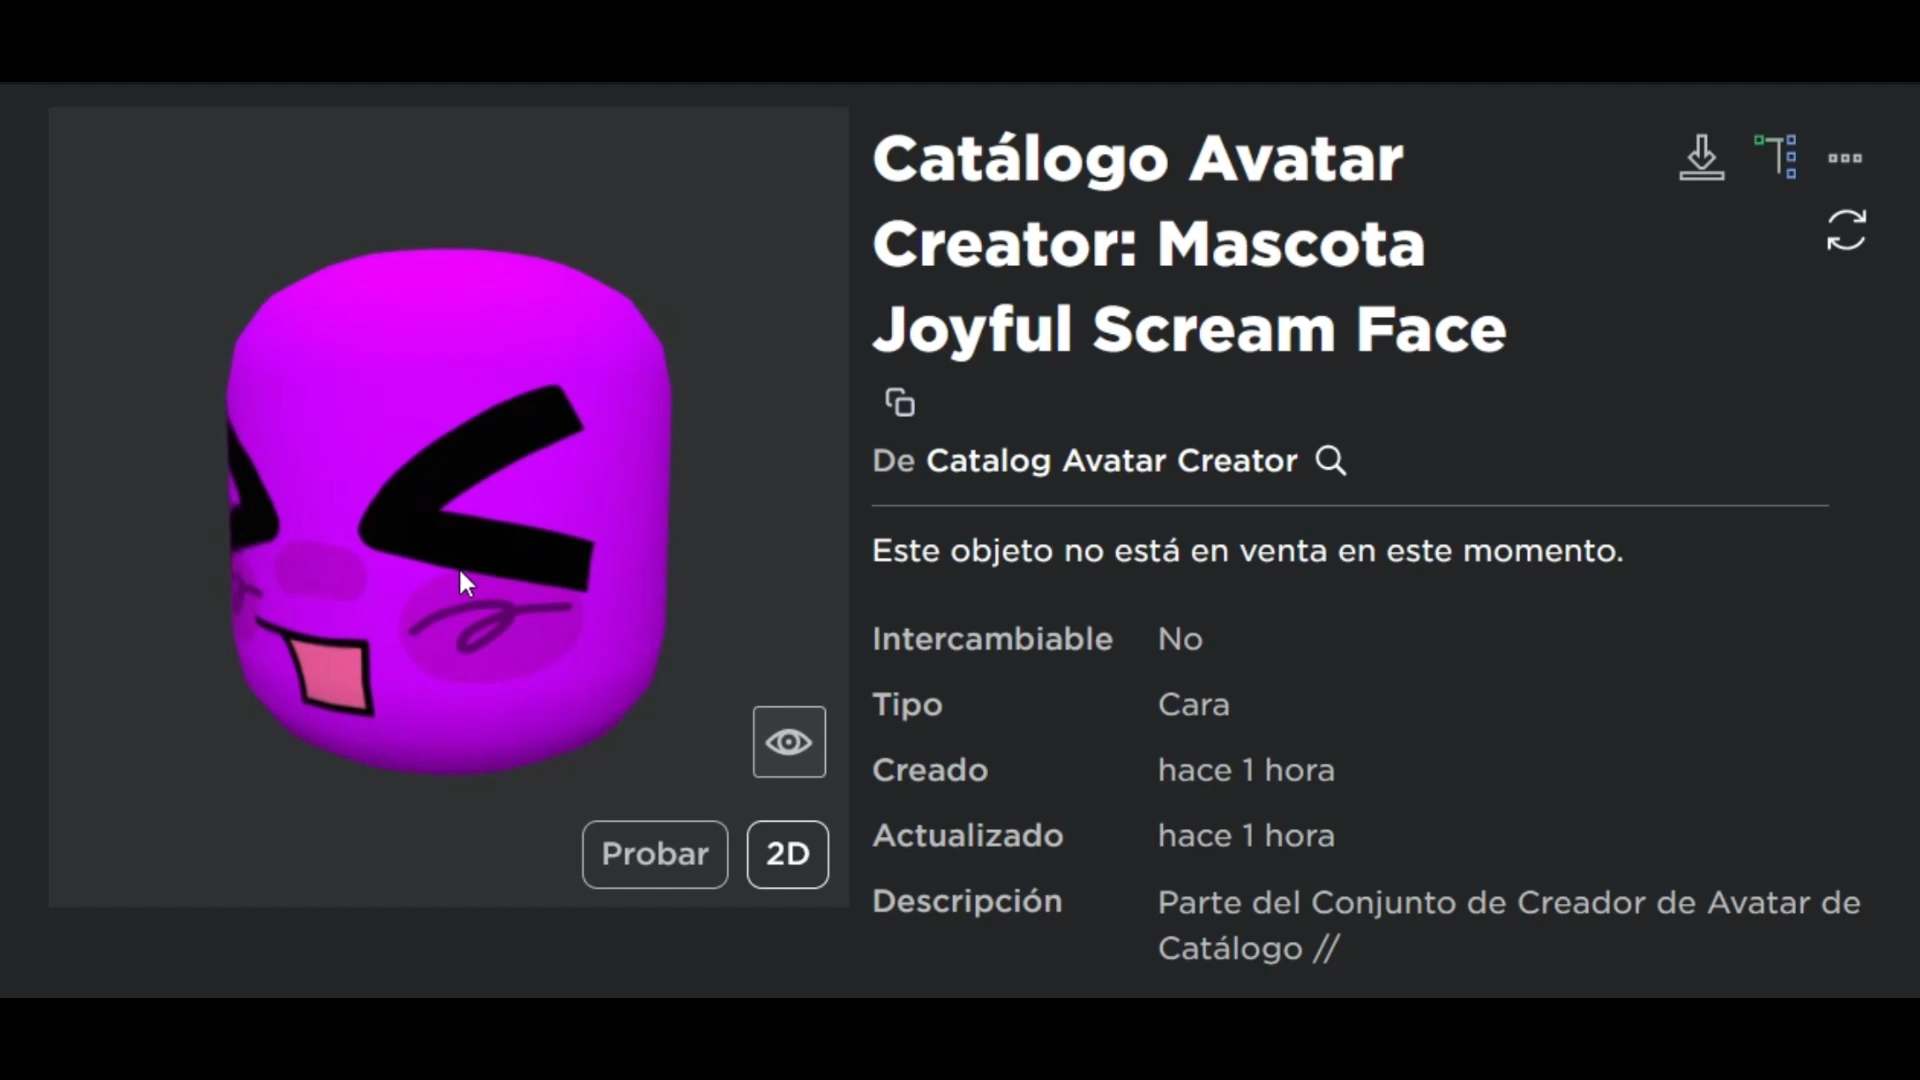 Catálogo Avatar
Creator: Mascota
Joyful Scream Face
De Catalog Avatar Creator
Este objeto no está en venta en este momento.
Intercambiable No
Tipo Cara
Creado hace 1 hora
Actualizado hace 1 hora
Descripción Parte del Conjunto de Creador de Avatar de
Catálogo //
Probar 2D